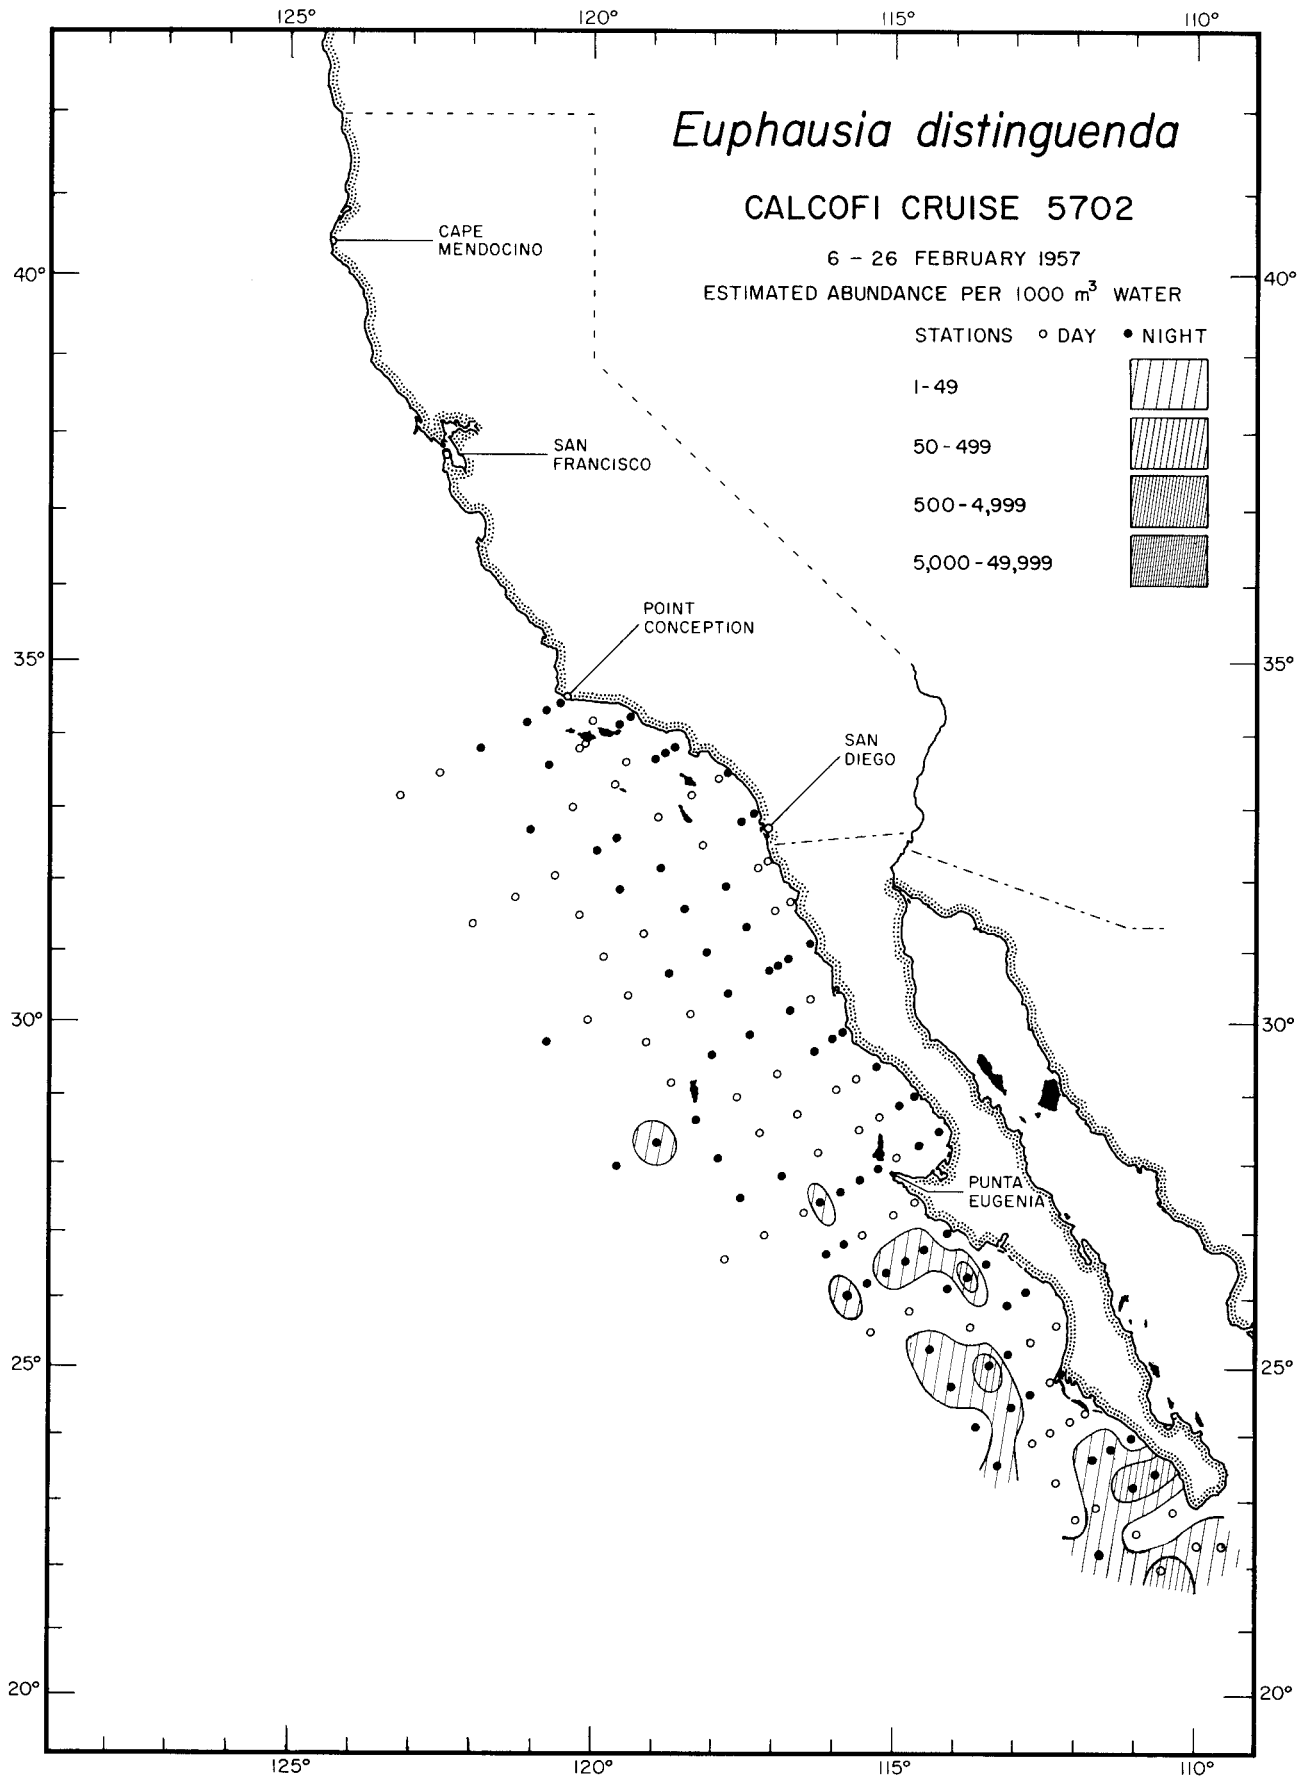 125° 120° 115° 110°
Euphausia distinguenda
CALCOFI CRUISE 5702
6 – 26 FEBRUARY 1957
ESTIMATED ABUNDANCE PER 1000 m³ WATER
STATIONS ○ DAY ● NIGHT
1-49
50-499
500-4,999
5,000-49,999
CAPE
MENDOCINO
40° 40°
SAN
FRANCISCO
POINT
CONCEPTION
35° 35°
SAN
DIEGO
30° 30°
PUNTA
EUGENIA
25° 25°
20° 20°
125° 120° 115° 110°